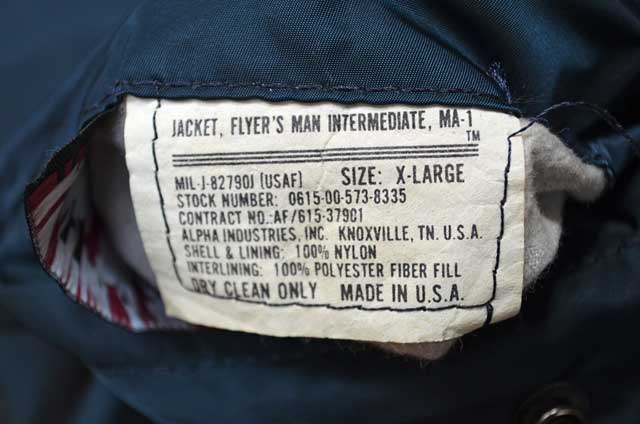 JACKET, FLYER'S MAN INTERMEDIATE, MA-1
TM
MIL-J-82790J (USAF) SIZE: X-LARGE
STOCK NUMBER: 0615-00-573-8335
CONTRACT NO.:AF/615-37901
ALPHA INDUSTRIES, INC. KNOXVILLE, TN. U.S.A.
SHELL & LINING: 100% NYLON
INTERLINING: 100% POLYESTER FIBER FILL
DRY CLEAN ONLY MADE IN U.S.A.